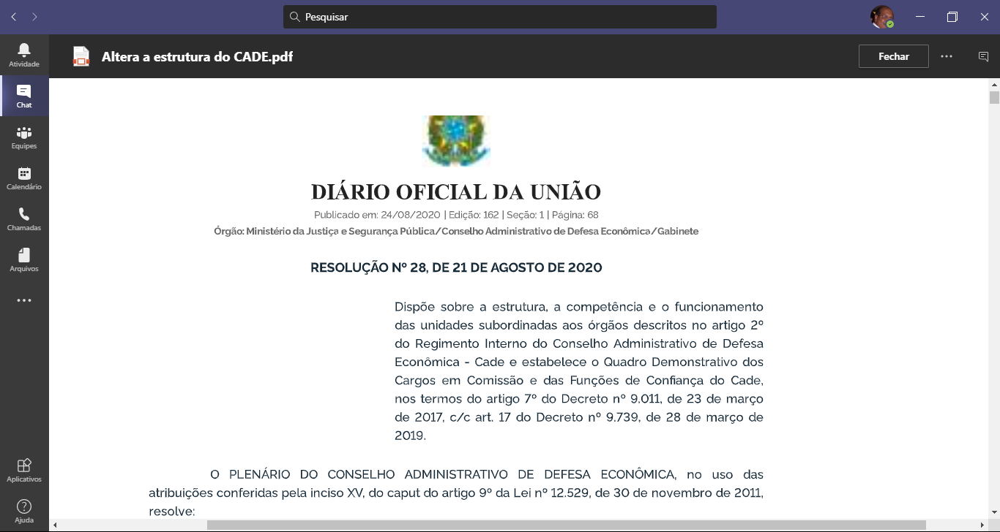 Pesquisar
Atividade
Chat
Equipes
Calendário
Chamadas
Arquivos
Aplicativos
Ajuda
Altera a estrutura do CADE.pdf
Fechar
DIÁRIO OFICIAL DA UNIÃO
Publicado em: 24/08/2020 | Edição: 162 | Seção: 1 | Página: 68
Órgão: Ministério da Justiça e Segurança Pública/Conselho Administrativo de Defesa Econômica/Gabinete
RESOLUÇÃO Nº 28, DE 21 DE AGOSTO DE 2020
Dispõe sobre a estrutura, a competência e o funcionamento
das unidades subordinadas aos órgãos descritos no artigo 2º
do Regimento Interno do Conselho Administrativo de Defesa
Econômica - Cade e estabelece o Quadro Demonstrativo dos
Cargos em Comissão e das Funções de Confiança do Cade,
nos termos do artigo 7º do Decreto nº 9.011, de 23 de março
de 2017, c/c art. 17 do Decreto nº 9.739, de 28 de março de
2019.
O PLENÁRIO DO CONSELHO ADMINISTRATIVO DE DEFESA ECONÔMICA, no uso das
atribuições conferidas pela inciso XV, do caput do artigo 9º da Lei nº 12.529, de 30 de novembro de 2011,
resolve: